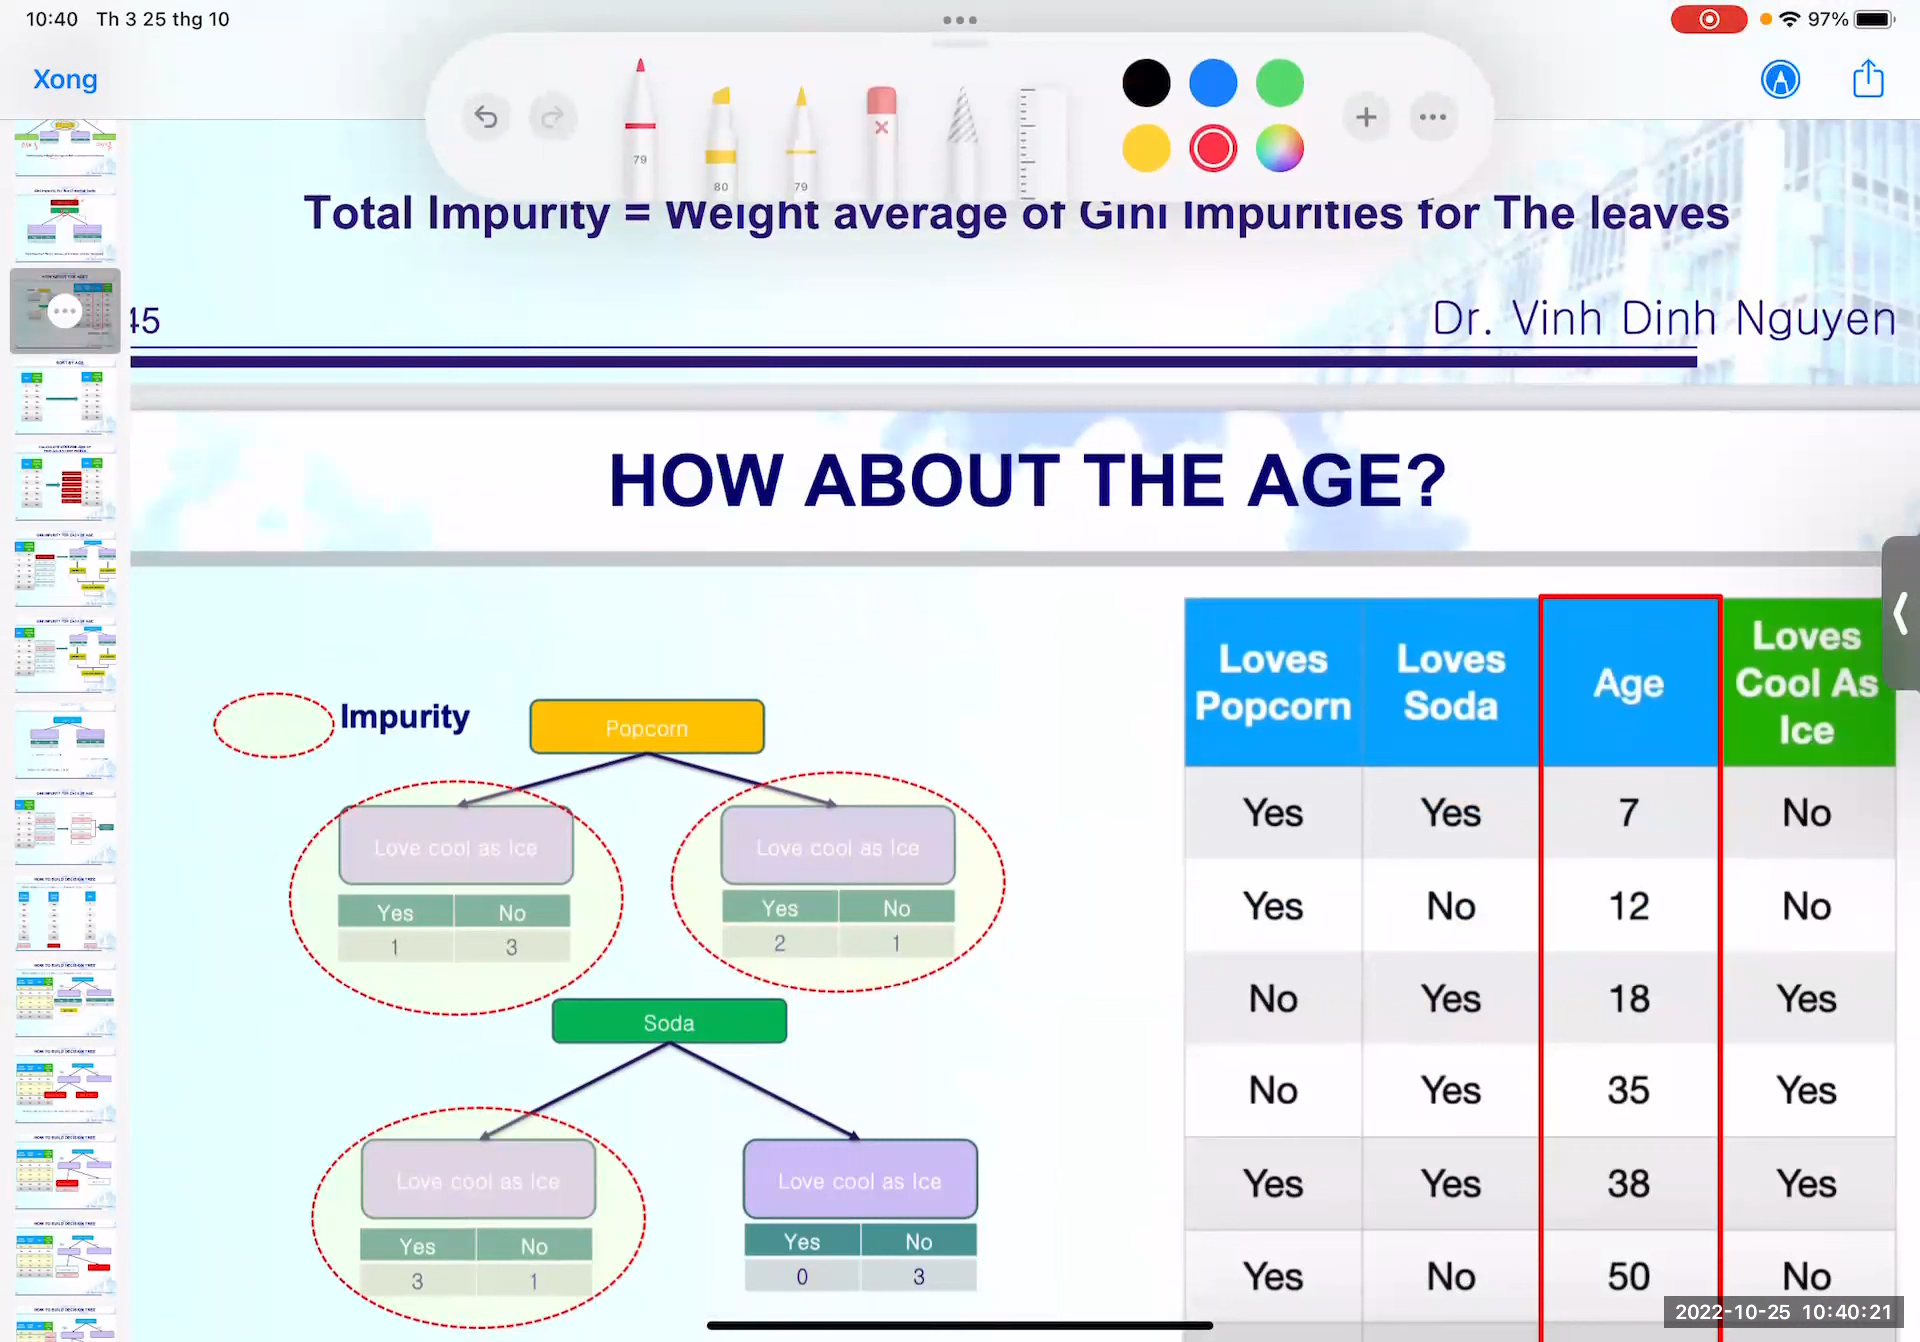 10:40 Th 3 25 thg 10
97%
Xong
79
80
79
Total Impurity = Weight average of Gini Impurities for The leaves
45
Dr. Vinh Dinh Nguyen
HOW ABOUT THE AGE?
Impurity
Popcorn
Love cool as Ice
Love cool as Ice
Yes No
1 3
Yes No
2 1
Soda
Love cool as Ice
Love cool as Ice
Yes No
3 1
Yes No
0 3
Loves Popcorn Loves Soda Age Loves Cool As Ice
Yes Yes 7 No
Yes No 12 No
No Yes 18 Yes
No Yes 35 Yes
Yes Yes 38 Yes
Yes No 50 No
2022-10-25 10:40:21